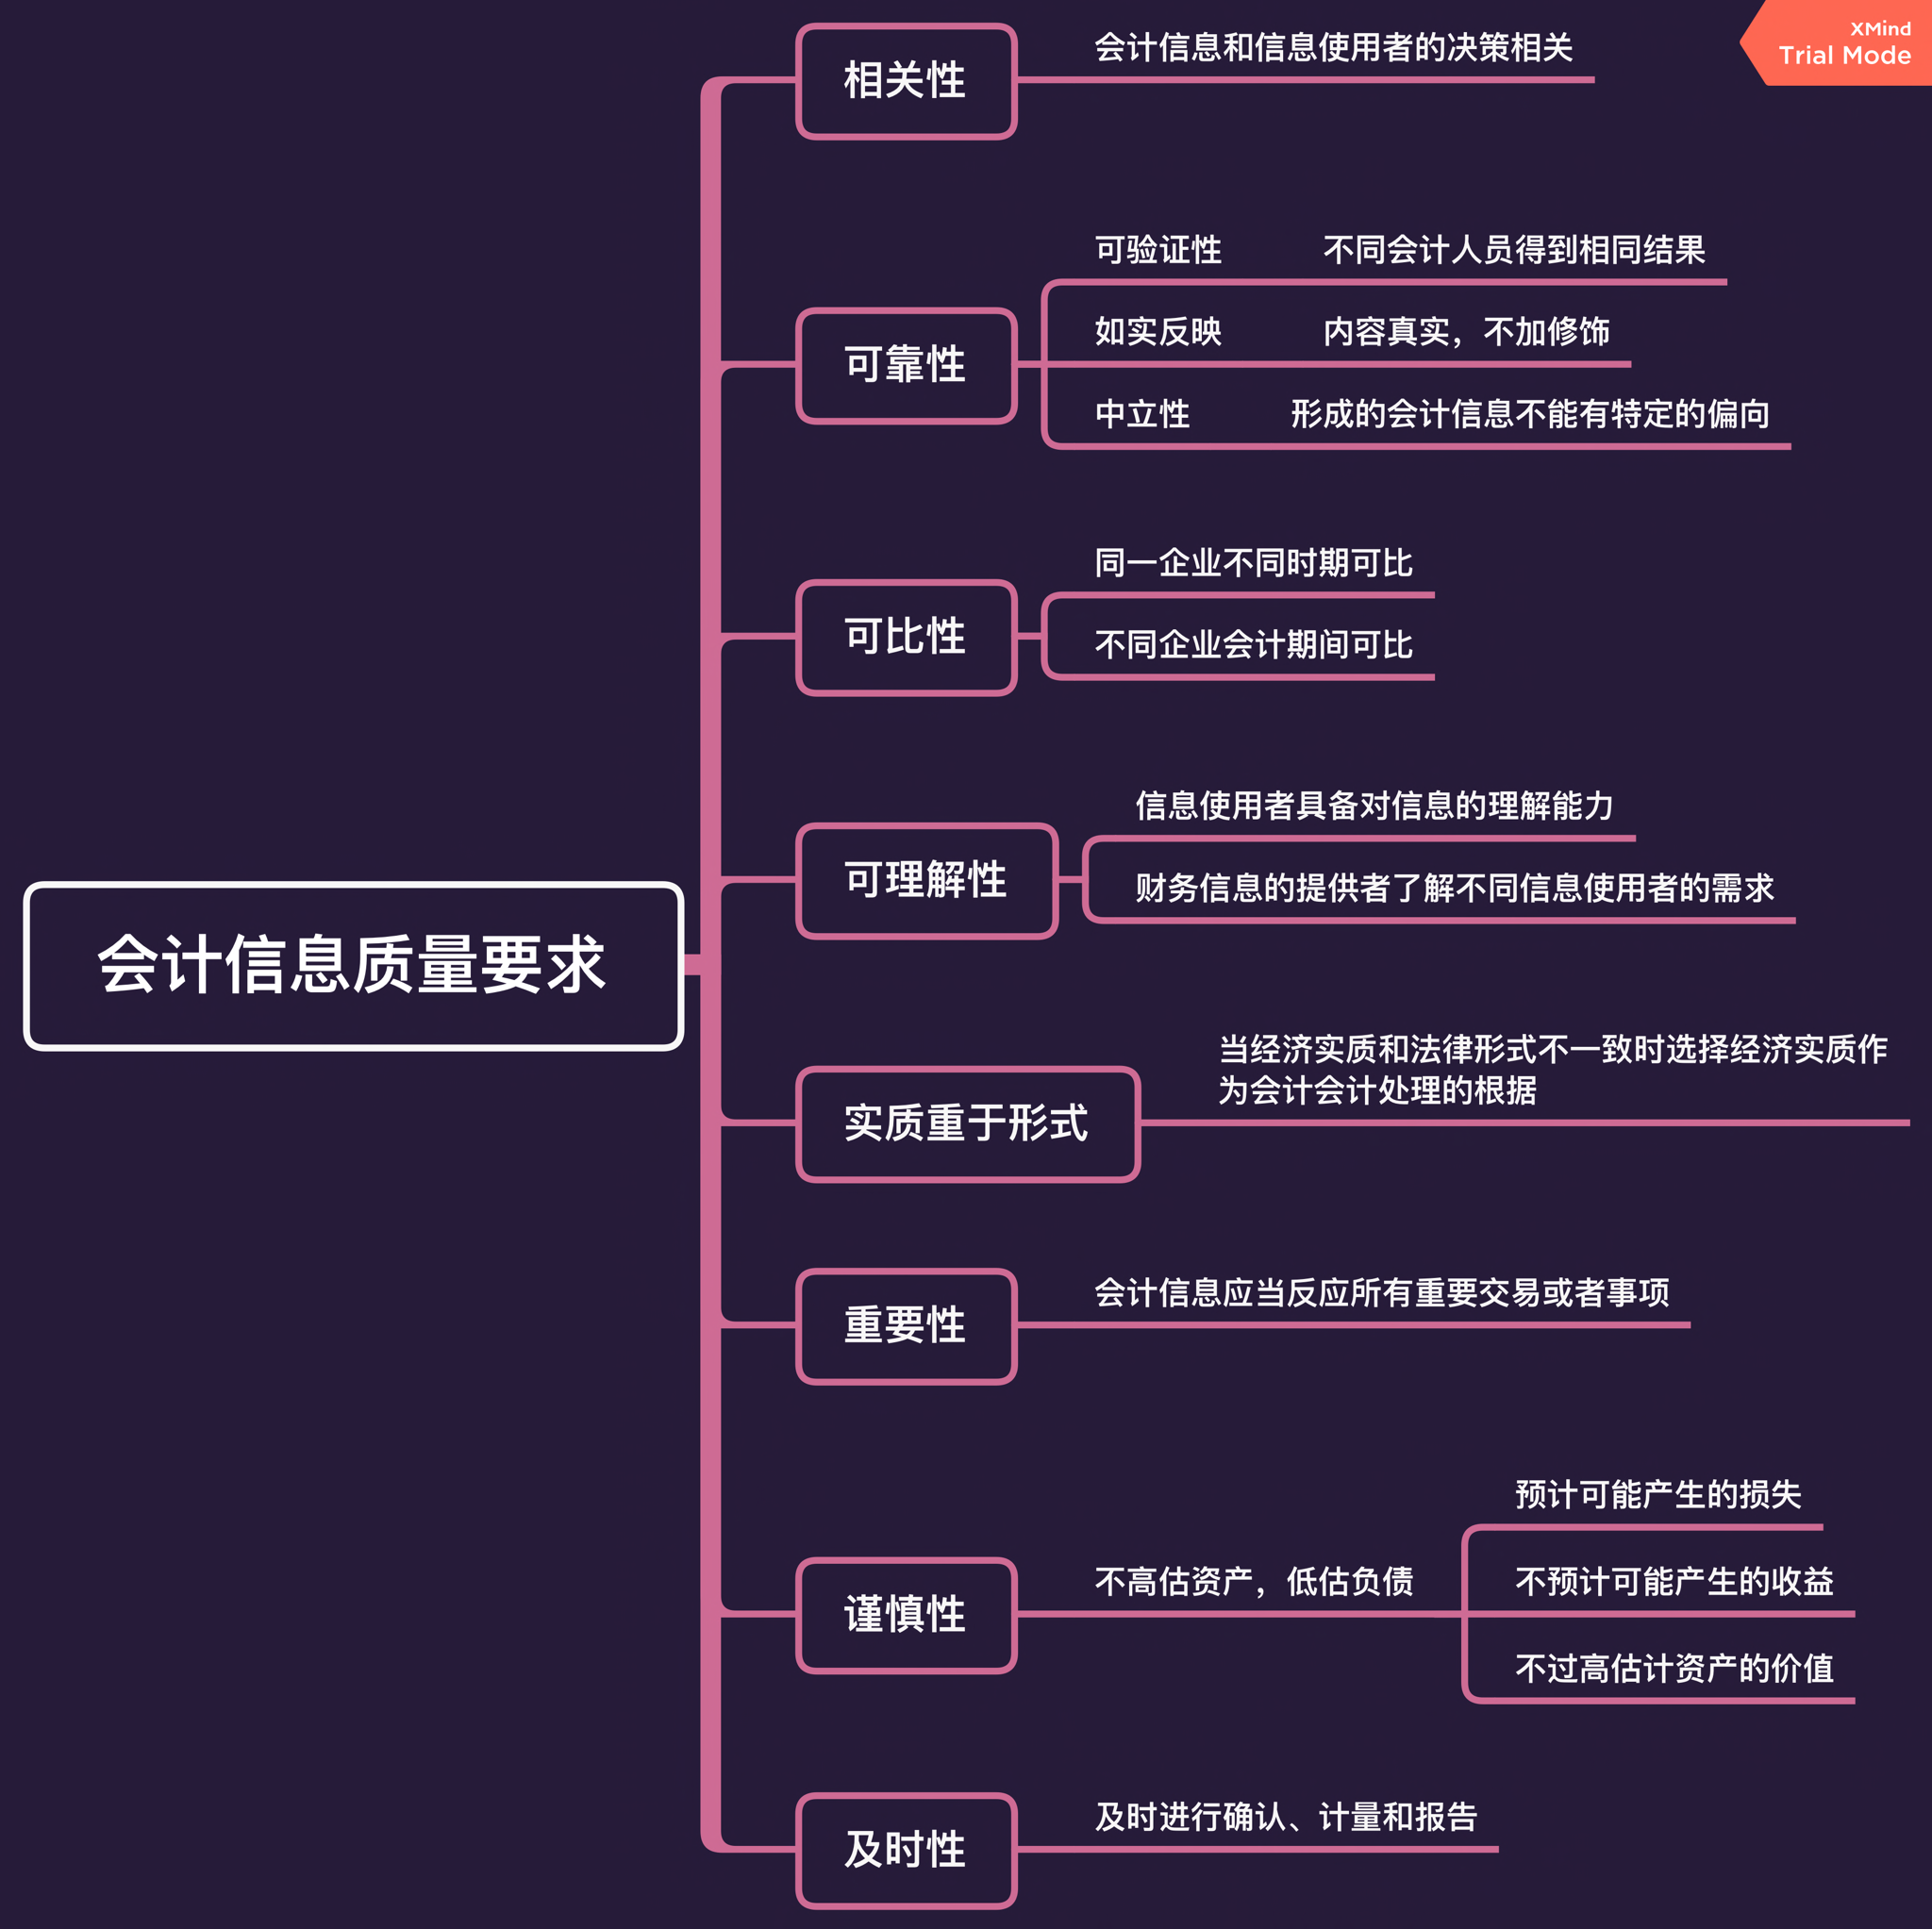 XMind
Trial Mode
会计信息质量要求
相关性
会计信息和信息使用者的决策相关
可靠性
可验证性 不同会计人员得到相同结果
如实反映 内容真实，不加修饰
中立性 形成的会计信息不能有特定的偏向
可比性
同一企业不同时期可比
不同企业会计期间可比
可理解性
信息使用者具备对信息的理解能力
财务信息的提供者了解不同信息使用者的需求
实质重于形式
当经济实质和法律形式不一致时选择经济实质作
为会计会计处理的根据
重要性
会计信息应当反应所有重要交易或者事项
谨慎性
不高估资产，低估负债
预计可能产生的损失
不预计可能产生的收益
不过高估计资产的价值
及时性
及时进行确认、计量和报告